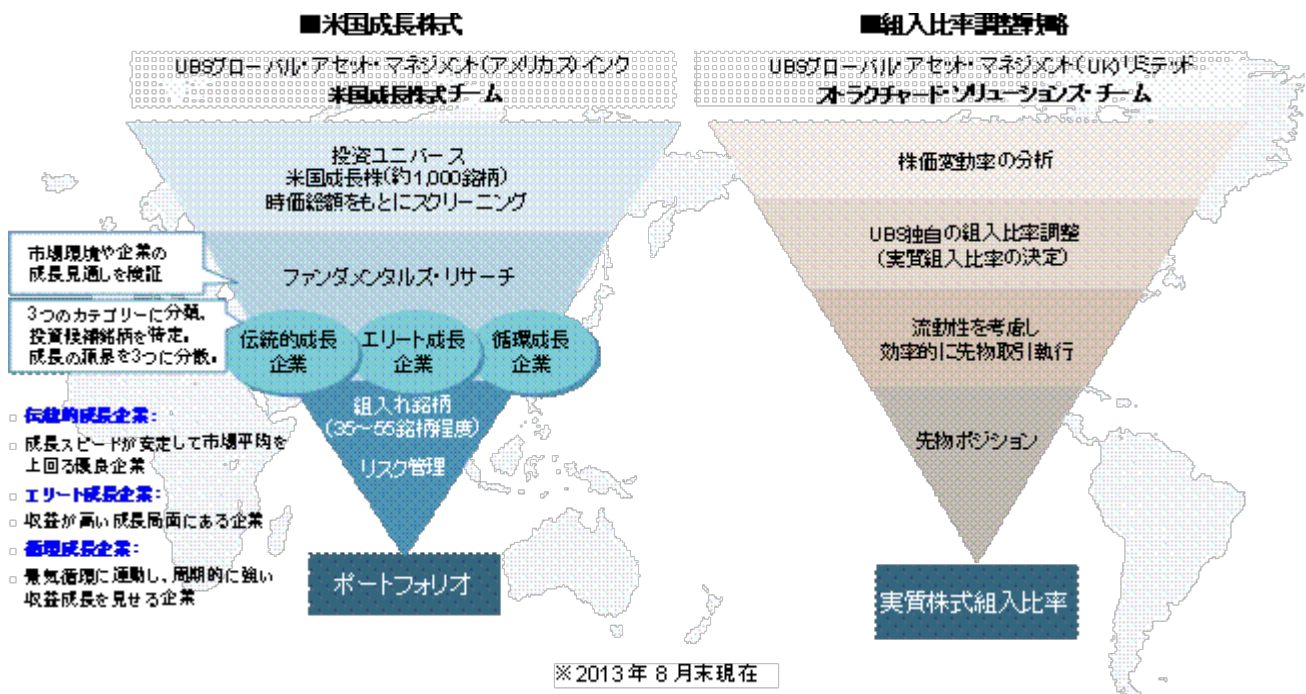 ■米国成長株式
UBSグローバル・アセット・マネジメント(アメリカス)インク
米国成長株式チーム
投資ユニバース
米国成長株(約1,000銘柄)
時価総額をもとにスクリーニング
市場環境や企業の
成長見通しを検証
ファンダメンタルズ・リサーチ
3つのカテゴリーに分類、
投資候補銘柄を特定。
成長の源泉を3つに分散。
伝統的成長
企業
エリート成長
企業
循環成長
企業
組入れ銘柄
(35～55銘柄程度)
リスク管理
ポートフォリオ
伝統的成長企業:
成長スピードが安定して市場平均を
上回る優良企業
エリート成長企業:
収益が高い成長局面にある企業
循環成長企業:
景気循環に連動し、周期的に強い
収益成長を見せる企業
■組入比率調整戦略
UBSグローバル・アセット・マネジメント(UK)リミテッド
ストラクチャード・ソリューションズ・チーム
株価変動率の分析
UBS独自の組入比率調整
(実質組入比率の決定)
流動性を考慮し
効率的に先物取引執行
先物ポジション
実質株式組入比率
※2013年8月末現在